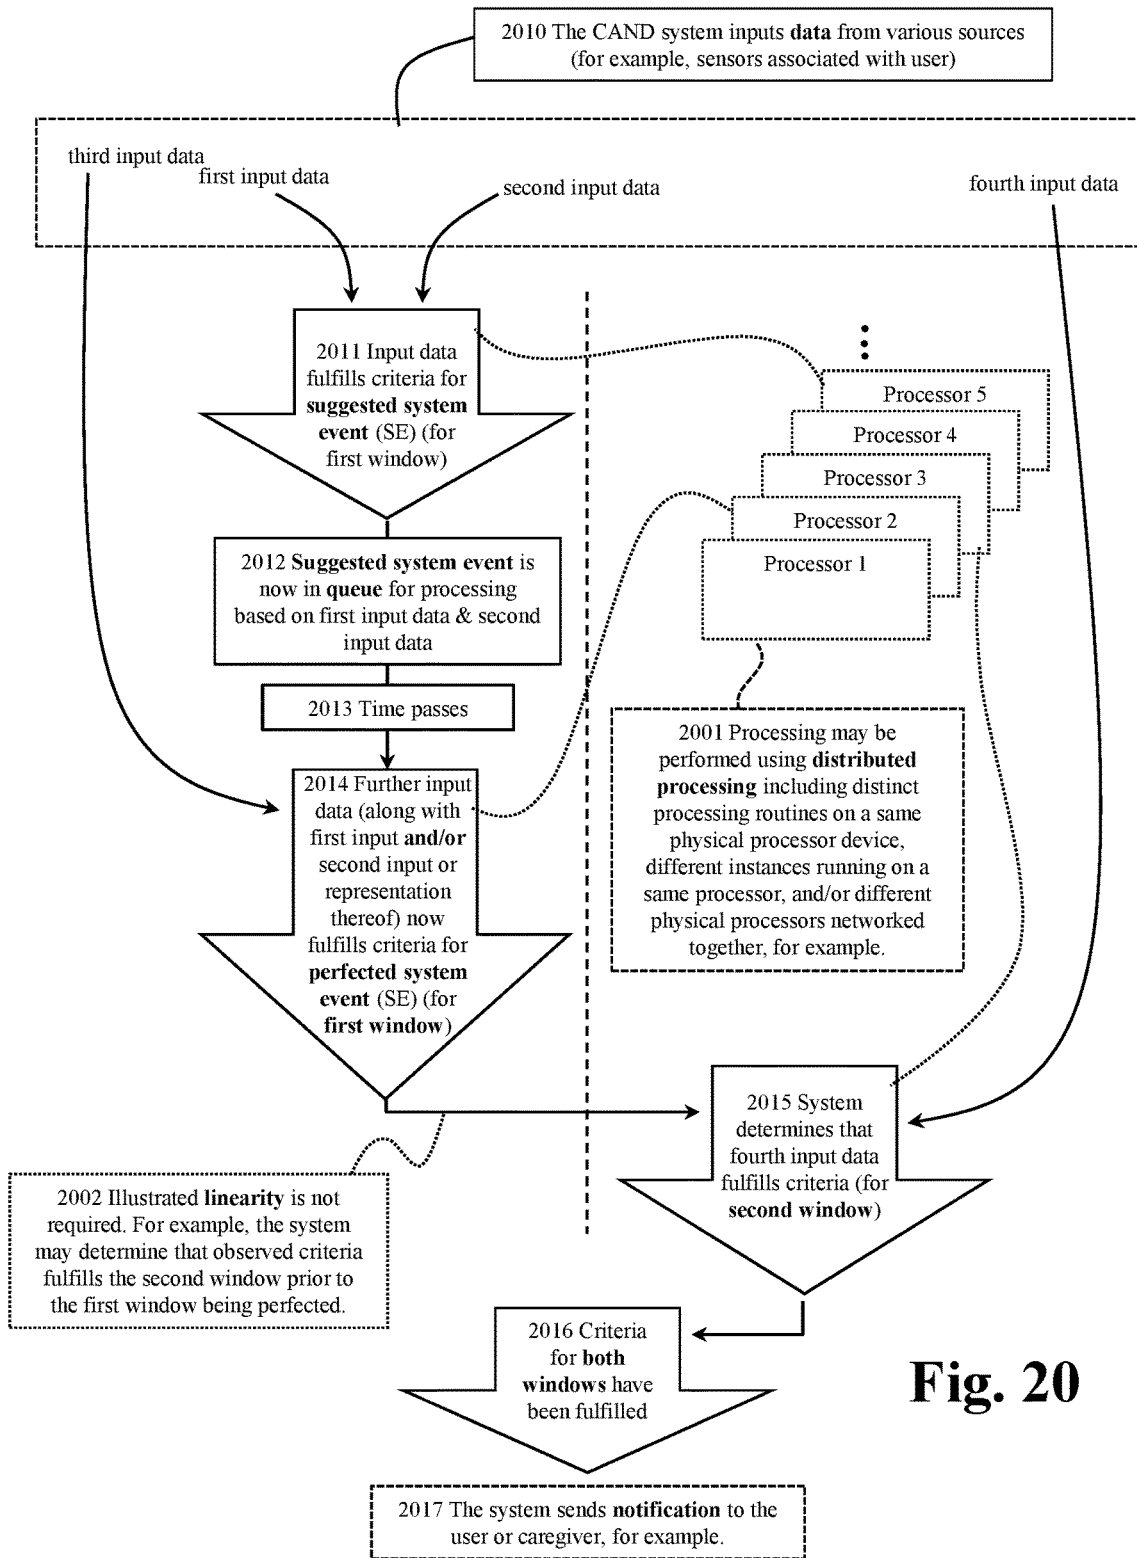 2010 The CAND system inputs data from various sources
(for example, sensors associated with user)
third input data
first input data
second input data
fourth input data
2011 Input data
fulfills criteria for
suggested system
event (SE) (for
first window)
Processor 5
Processor 4
Processor 3
Processor 2
Processor 1
2012 Suggested system event is
now in queue for processing
based on first input data & second
input data
2013 Time passes
2001 Processing may be
performed using distributed
processing including distinct
processing routines on a same
physical processor device,
different instances running on a
same processor, and/or different
physical processors networked
together, for example.
2014 Further input
data (along with
first input and/or
second input or
representation
thereof) now
fulfills criteria for
perfected system
event (SE) (for
first window)
2015 System
determines that
fourth input data
fulfills criteria (for
second window)
2002 Illustrated linearity is not
required. For example, the system
may determine that observed criteria
fulfills the second window prior to
the first window being perfected.
2016 Criteria
for both
windows have
been fulfilled
Fig. 20
2017 The system sends notification to the
user or caregiver, for example.